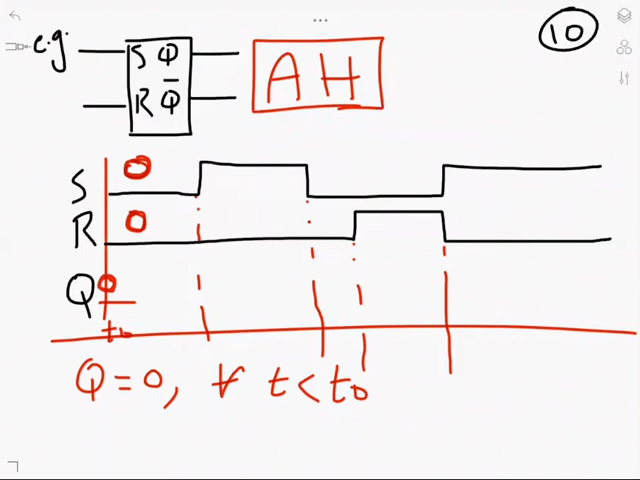 e.g. S Q AH 10
R Q̅
S 0
R 0
Q 0
t₀
Q = 0, ∀ t < t₀